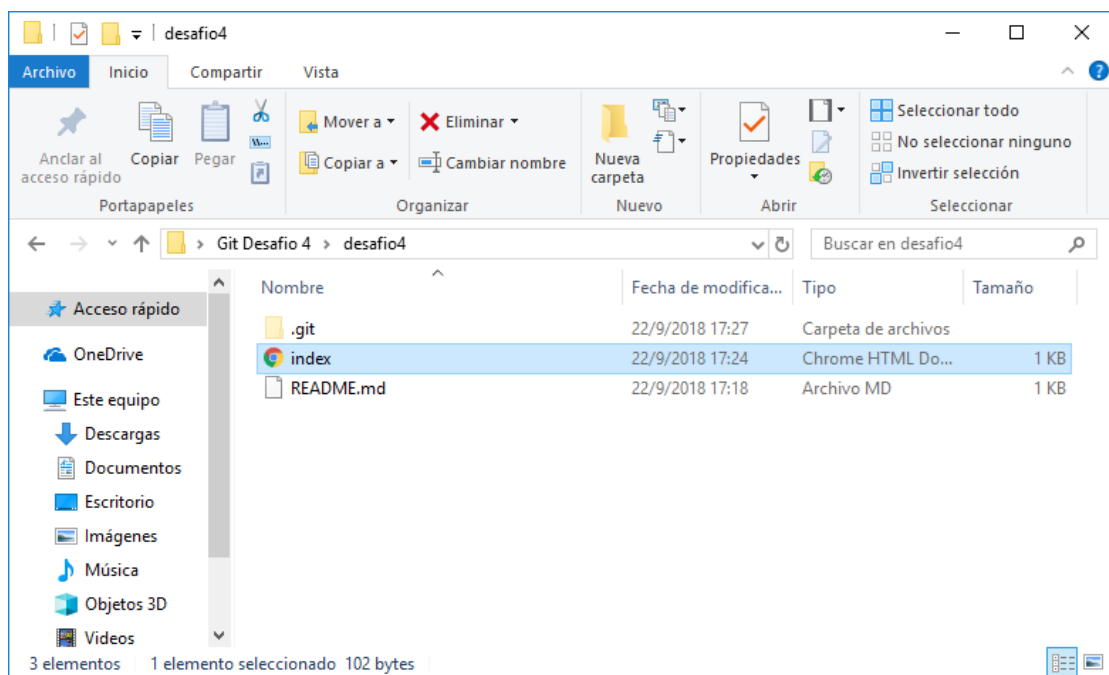 desafio4
Archivo Inicio Compartir Vista
Anclar al acceso rápido
Copiar
Pegar
Portapapeles
Mover a
Copiar a
Eliminar
Cambiar nombre
Organizar
Nueva carpeta
Nuevo
Propiedades
Abrir
Seleccionar todo
No seleccionar ninguno
Invertir selección
Seleccionar
Git Desafio 4 > desafio4
Buscar en desafio4
Acceso rápido
OneDrive
Este equipo
Descargas
Documentos
Escritorio
Imágenes
Música
Objetos 3D
Videos
Nombre Fecha de modifica... Tipo Tamaño
.git 22/9/2018 17:27 Carpeta de archivos
index 22/9/2018 17:24 Chrome HTML Do... 1 KB
README.md 22/9/2018 17:18 Archivo MD 1 KB
3 elementos 1 elemento seleccionado 102 bytes